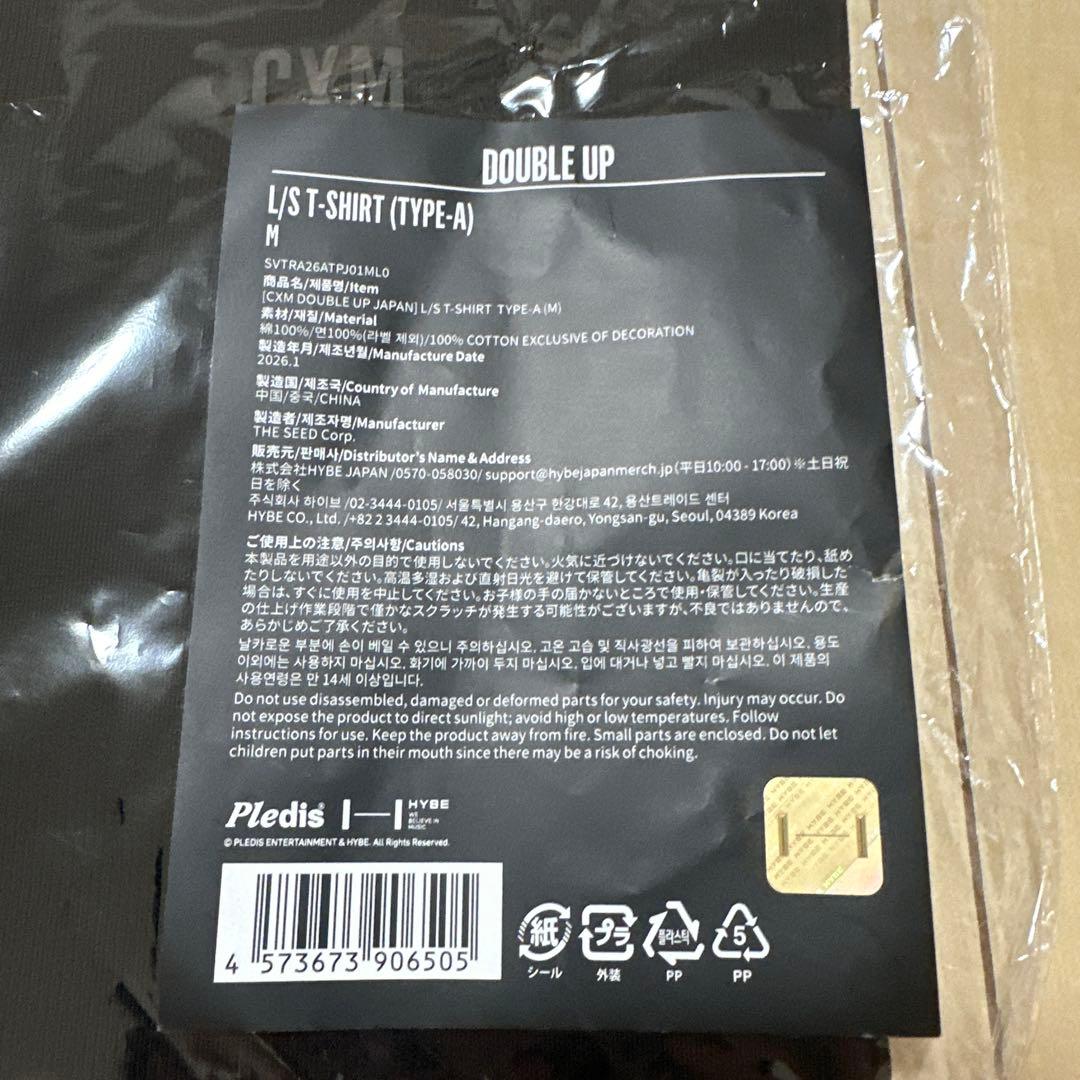 CXM
DOUBLE UP
L/S T-SHIRT (TYPE-A)
M
SVTRA26ATPJ01ML0
商品名/제품명/Item
[CXM DOUBLE UP JAPAN] L/S T-SHIRT TYPE-A (M)
素材/재질/Material
綿100%/면100%(라벨 제외)/100% COTTON EXCLUSIVE OF DECORATION
製造年月/제조년월/Manufacture Date
2026.1
製造国/제조국/Country of Manufacture
中国/중국/CHINA
製造者/제조자명/Manufacturer
THE SEED Corp.
販売元/판매사/Distributor's Name & Address
株式会社HYBE JAPAN /0570-058030/ support@hybejapanmerch.jp (平日10:00 - 17:00) ※土日祝
日を除く
주식회사 하이브 /02-3444-0105/ 서울특별시 용산구 한강대로 42, 용산트레이드 센터
HYBE CO., Ltd. /+82 2 3444-0105/ 42, Hangang-daero, Yongsan-gu, Seoul, 04389 Korea
ご使用上の注意/주의사항/Cautions
本製品を用途以外の目的で使用しないでください。火気に近づけないでください。口に当てたり、舐め
たりしないでください。高温多湿および直射日光を避けて保管してください。亀裂が入ったり破損した
場合は、すぐに使用を中止してください。お子様の手の届かないところで使用・保管してください。生産
の仕上げ作業段階で僅かなスクラッチが発生する可能性がございますが、不良ではありませんので、
あらかじめご了承ください。
날카로운 부분에 손이 베일 수 있으니 주의하십시오. 고온 고습 및 직사광선을 피하여 보관하십시오. 용도
이외에는 사용하지 마십시오. 화기에 가까이 두지 마십시오. 입에 대거나 넣고 빨지 마십시오. 이 제품의
사용연령은 만 14세 이상입니다.
Do not use disassembled, damaged or deformed parts for your safety. Injury may occur. Do
not expose the product to direct sunlight; avoid high or low temperatures. Follow
instructions for use. Keep the product away from fire. Small parts are enclosed. Do not let
children put parts in their mouth since there may be a risk of choking.
Pledis HYBE
WE
BELIEVE IN
MUSIC
© PLEDIS ENTERTAINMENT & HYBE. All Rights Reserved.
4 573673 906505
紙 プラ 플라스틱 5
シール 外装 PP PP